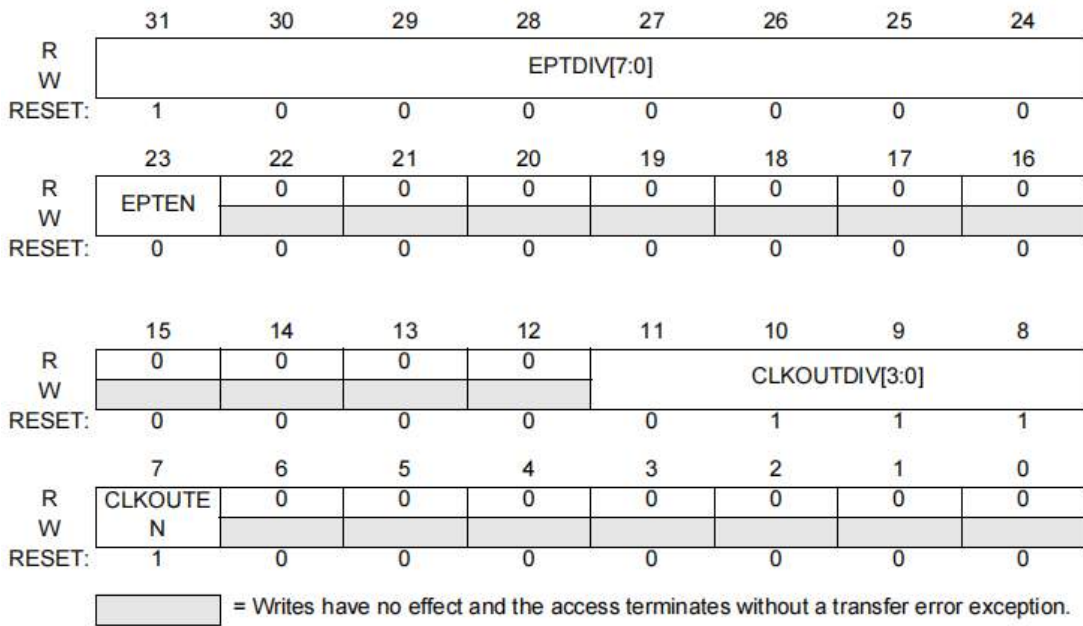 31 30 29 28 27 26 25 24
R
EPTDIV[7:0]
W
RESET: 1 0 0 0 0 0 0 0
23 22 21 20 19 18 17 16
R 0 0 0 0 0 0 0
EPTEN
W
RESET: 0 0 0 0 0 0 0 0
15 14 13 12 11 10 9 8
R 0 0 0 0
CLKOUTDIV[3:0]
W
RESET: 0 0 0 0 0 1 1 1
7 6 5 4 3 2 1 0
R CLKOUTE 0 0 0 0 0 0 0
W N
RESET: 1 0 0 0 0 0 0 0
= Writes have no effect and the access terminates without a transfer error exception.